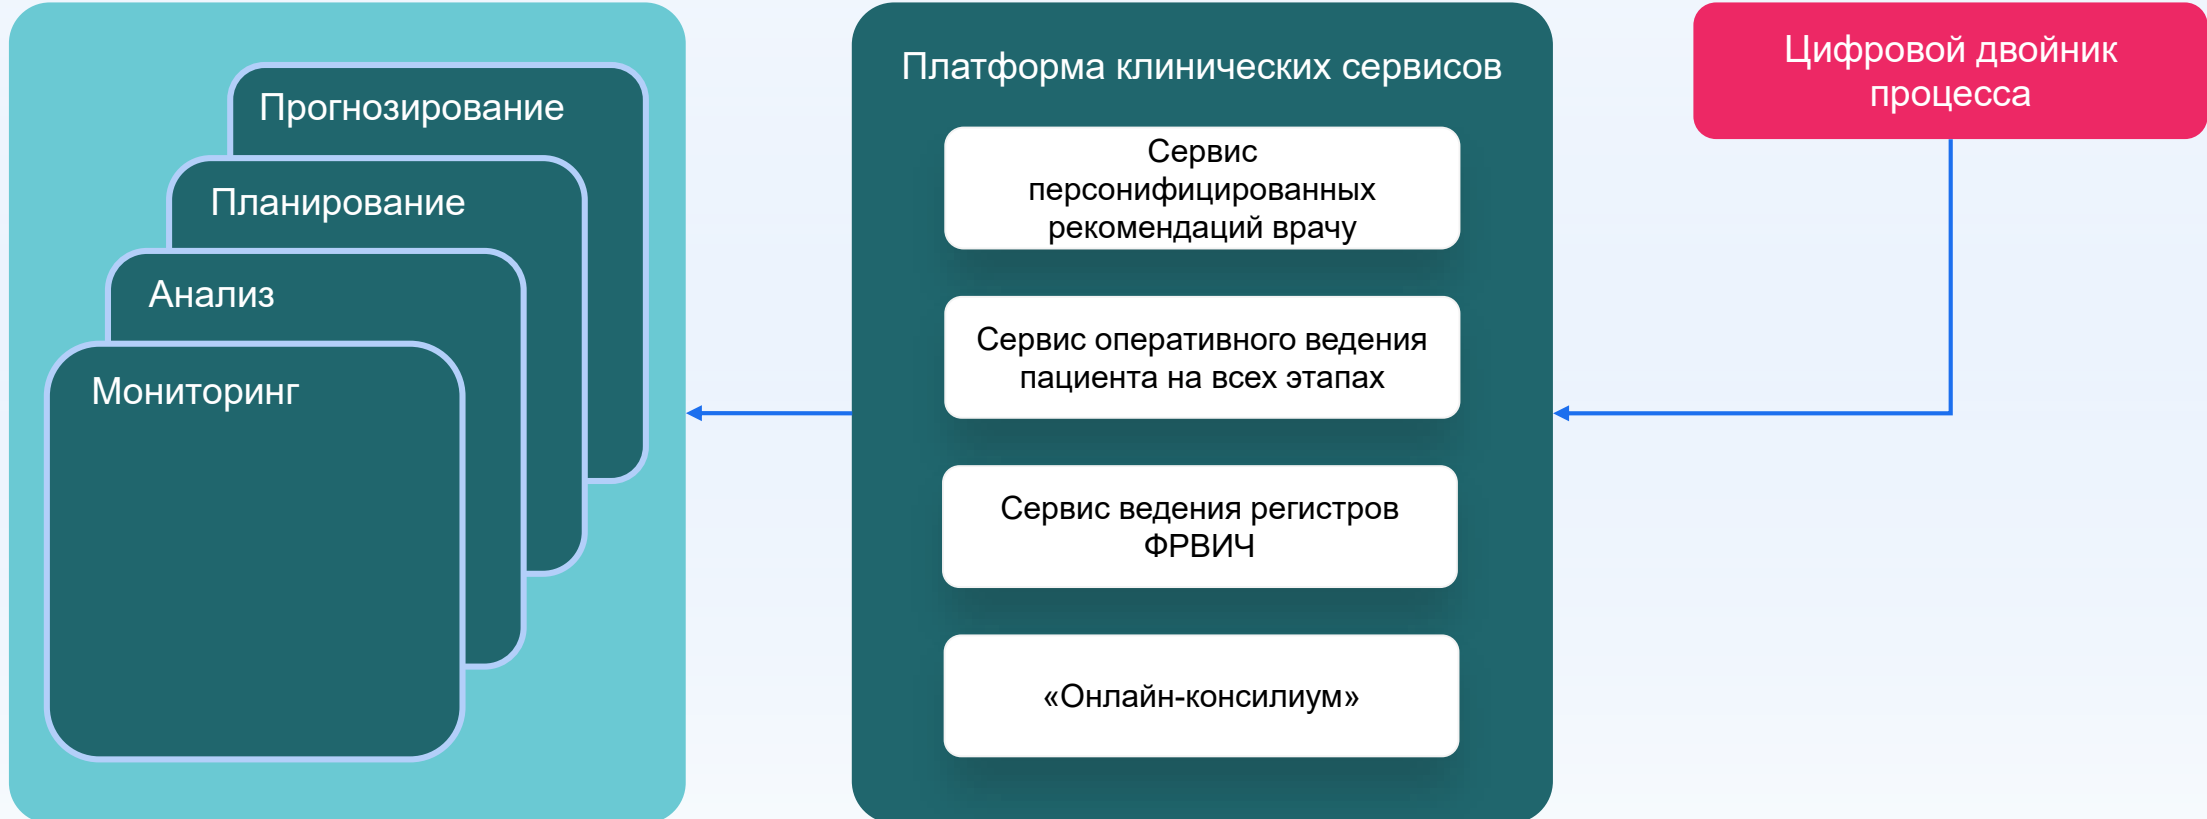 Прогнозирование
Планирование
Анализ
Мониторинг
Платформа клинических сервисов
Сервис
персонифицированных
рекомендаций врачу
Сервис оперативного ведения
пациента на всех этапах
Сервис ведения регистров
ФРВИЧ
«Онлайн-консилиум»
Цифровой двойник
процесса